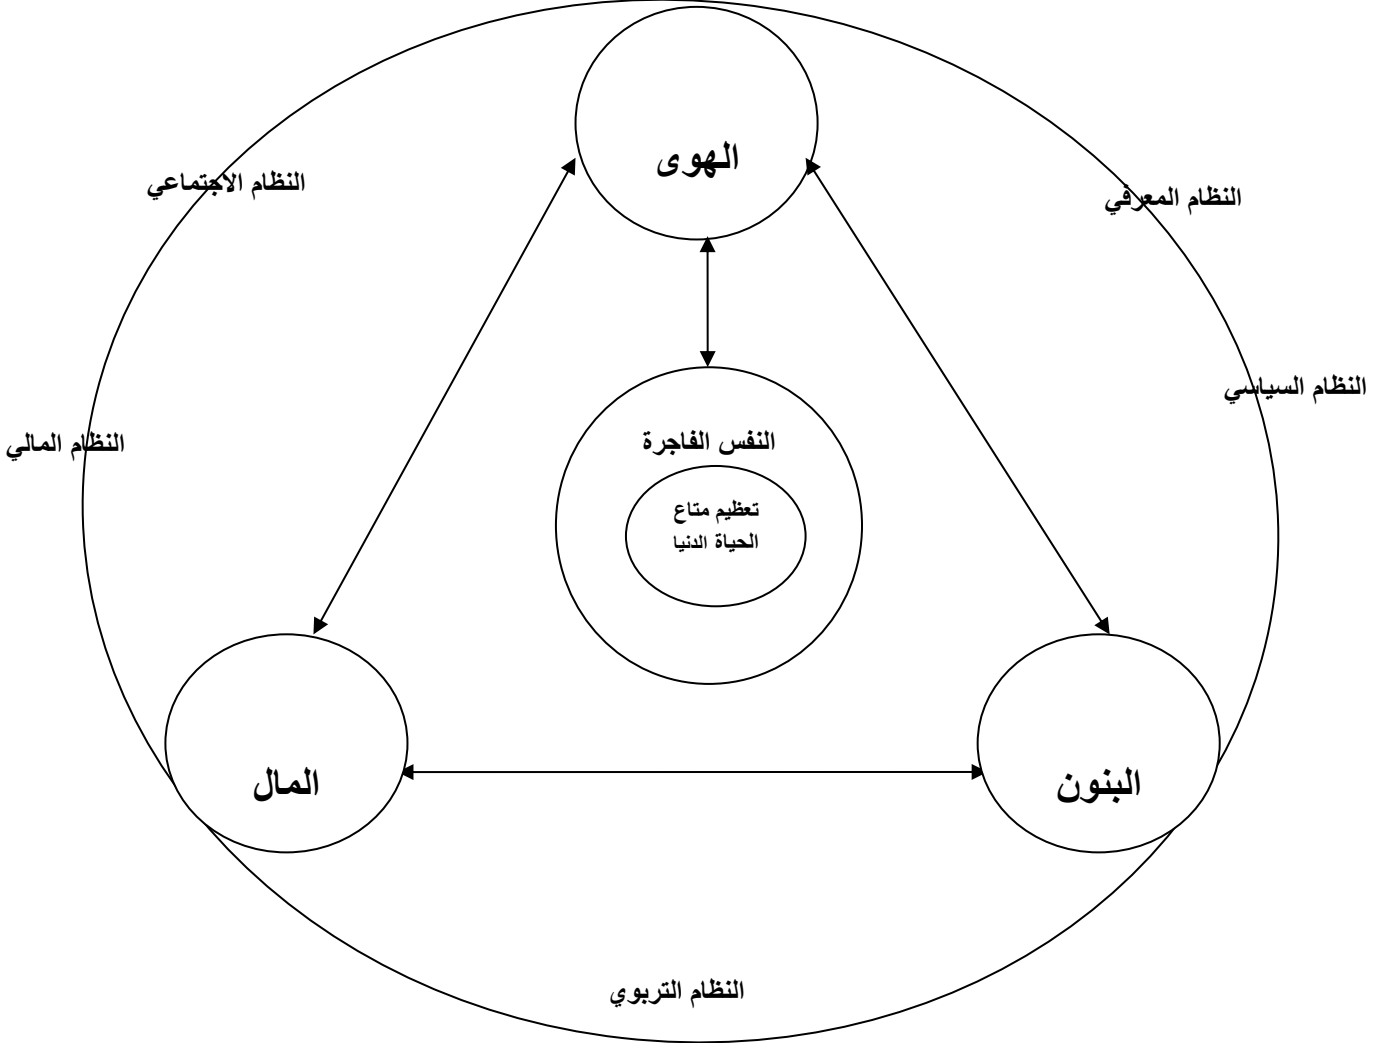 الهوى
النظام الاجتماعي
النظام المعرفي
النظام السياسي
النظام المالي
النفس الفاجرة
تعظيم متاع
الحياة الدنيا
المال
البنون
النظام التربوي